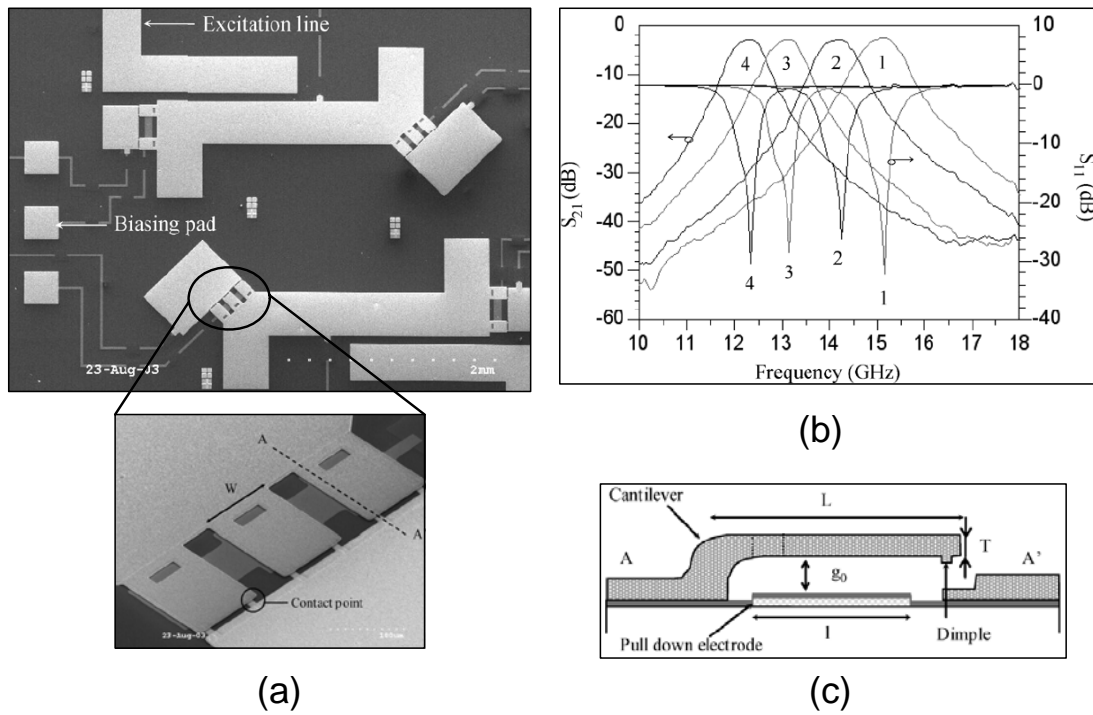 Excitation line
Biasing pad
23-Aug-03
2mm
A
W
A
Contact point
23-Aug-03
(a)
0
-10
-20
-30
-40
-50
-60
S21 (dB)
10
0
-10
-20
-30
-40
S11 (dB)
4 3 2 1
4 3 2 1
10 11 12 13 14 15 16 17 18
Frequency (GHz)
(b)
Cantilever
L
T
A
A’
g0
Pull down electrode
l
Dimple
(c)